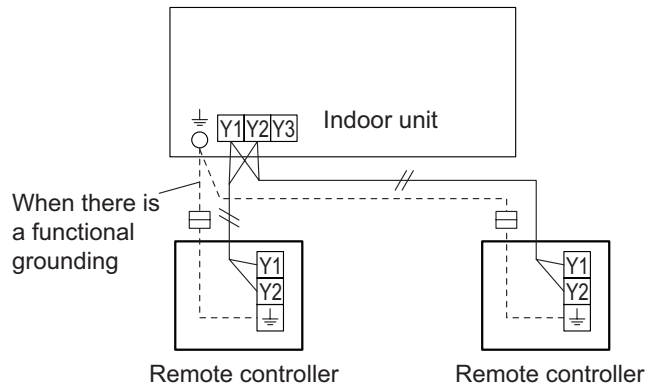 Indoor unit
Y1 Y2 Y3
When there is
a functional
grounding
Y1
Y2
Y1
Y2
Remote controller
Remote controller